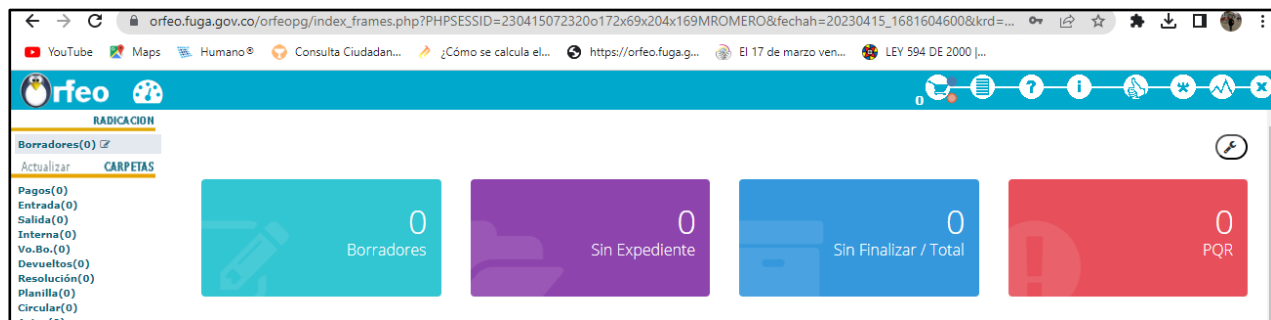 orfeo.fuga.gov.co/orfeopg/index_frames.php?PHPSESSID=230415072320o172x69x204x169MROMERO&fechah=20230415_1681604600&krd=...
YouTube Maps Humano® Consulta Ciudadan... ¿Cómo se calcula el... https://orfeo.fuga.g... El 17 de marzo ven... LEY 594 DE 2000 |...
Orfeo 0
RADICACION
Borradores(0)
Actualizar CARPETAS
Pagos(0)
Entrada(0)
Salida(0)
Interna(0)
Vo.Bo.(0)
Devueltos(0)
Resolución(0)
Planilla(0)
Circular(0)
0
Borradores
0
Sin Expediente
0
Sin Finalizar / Total
0
PQR